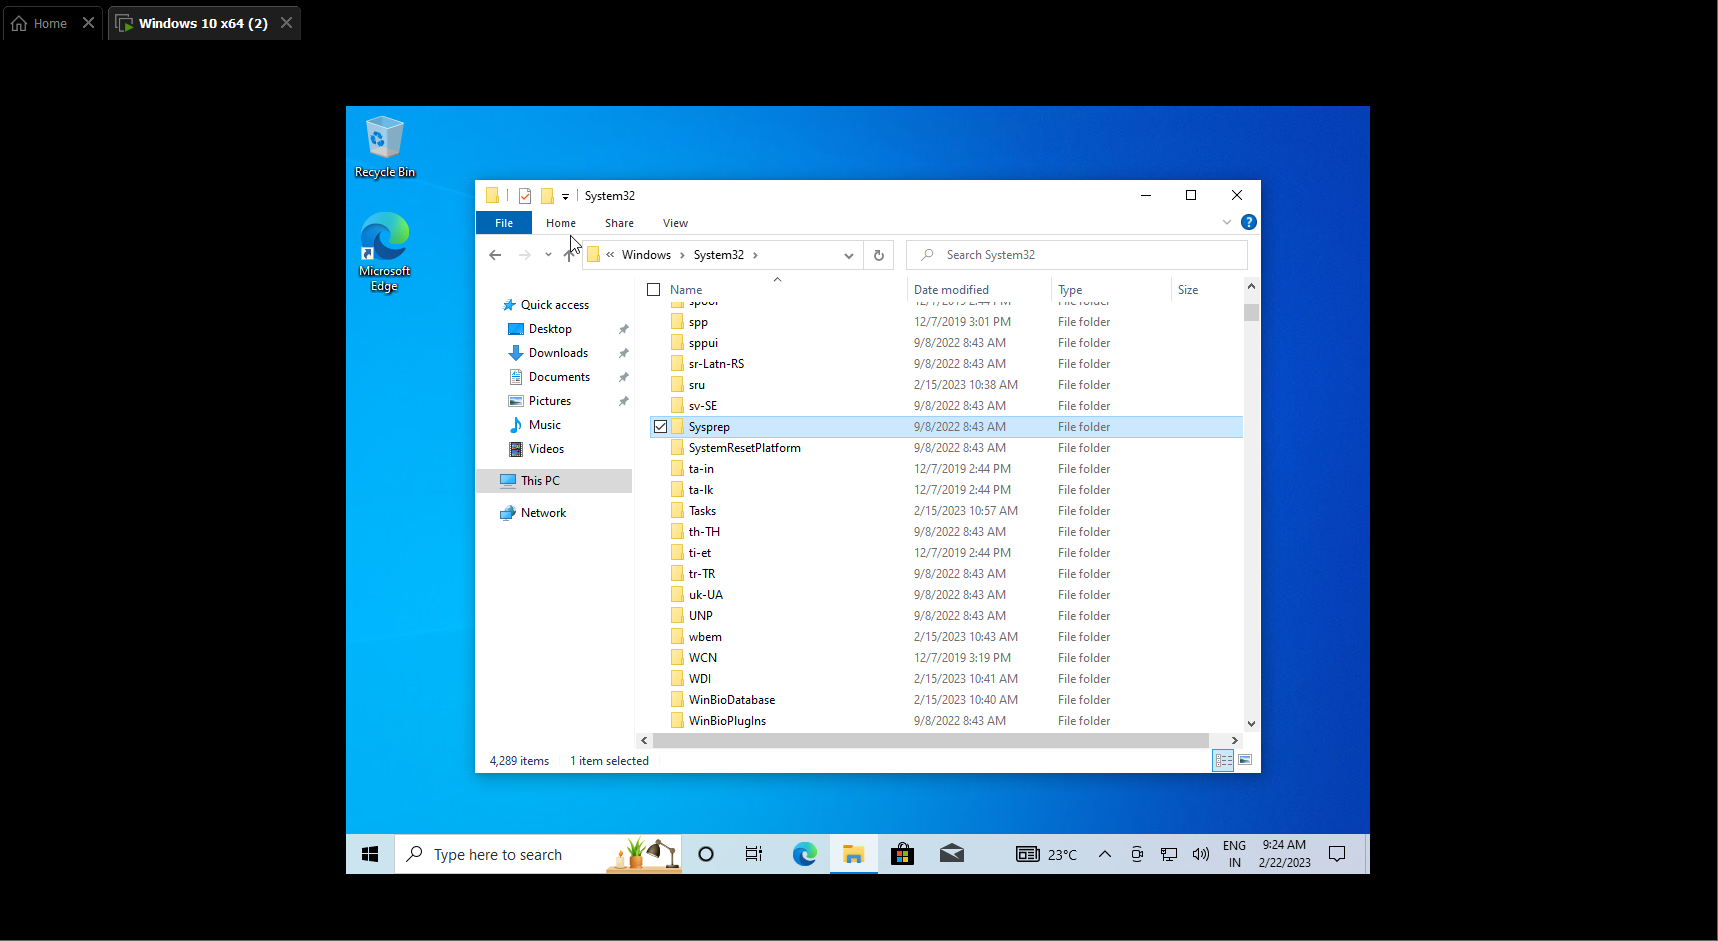 Home
Windows 10 x64 (2)
Recycle Bin
Microsoft
Edge
System32
File Home Share View
« Windows > System32 >
Search System32
Name Date modified Type Size
Quick access
Desktop
Downloads
Documents
Pictures
Music
Videos
This PC
Network
spool 12/7/2019 2:44 PM File folder
spp 12/7/2019 3:01 PM File folder
sppui 9/8/2022 8:43 AM File folder
sr-Latn-RS 9/8/2022 8:43 AM File folder
sru 2/15/2023 10:38 AM File folder
sv-SE 9/8/2022 8:43 AM File folder
Sysprep 9/8/2022 8:43 AM File folder
SystemResetPlatform 9/8/2022 8:43 AM File folder
ta-in 12/7/2019 2:44 PM File folder
ta-lk 12/7/2019 2:44 PM File folder
Tasks 2/15/2023 10:57 AM File folder
th-TH 9/8/2022 8:43 AM File folder
ti-et 12/7/2019 2:44 PM File folder
tr-TR 9/8/2022 8:43 AM File folder
uk-UA 9/8/2022 8:43 AM File folder
UNP 9/8/2022 8:43 AM File folder
wbem 2/15/2023 10:43 AM File folder
WCN 12/7/2019 3:19 PM File folder
WDI 2/15/2023 10:41 AM File folder
WinBioDatabase 2/15/2023 10:40 AM File folder
WinBioPlugIns 9/8/2022 8:43 AM File folder
4,289 items 1 item selected
Type here to search
23°C
ENG
IN
9:24 AM
2/22/2023